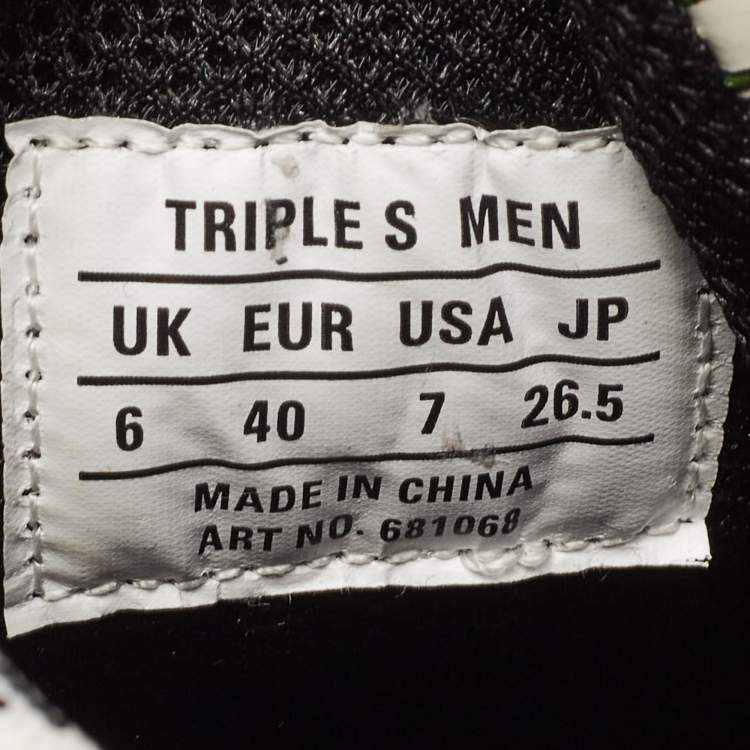 TRIPLE S MEN
UK EUR USA JP
6 40 7 26.5
MADE IN CHINA
ART NO. 681068